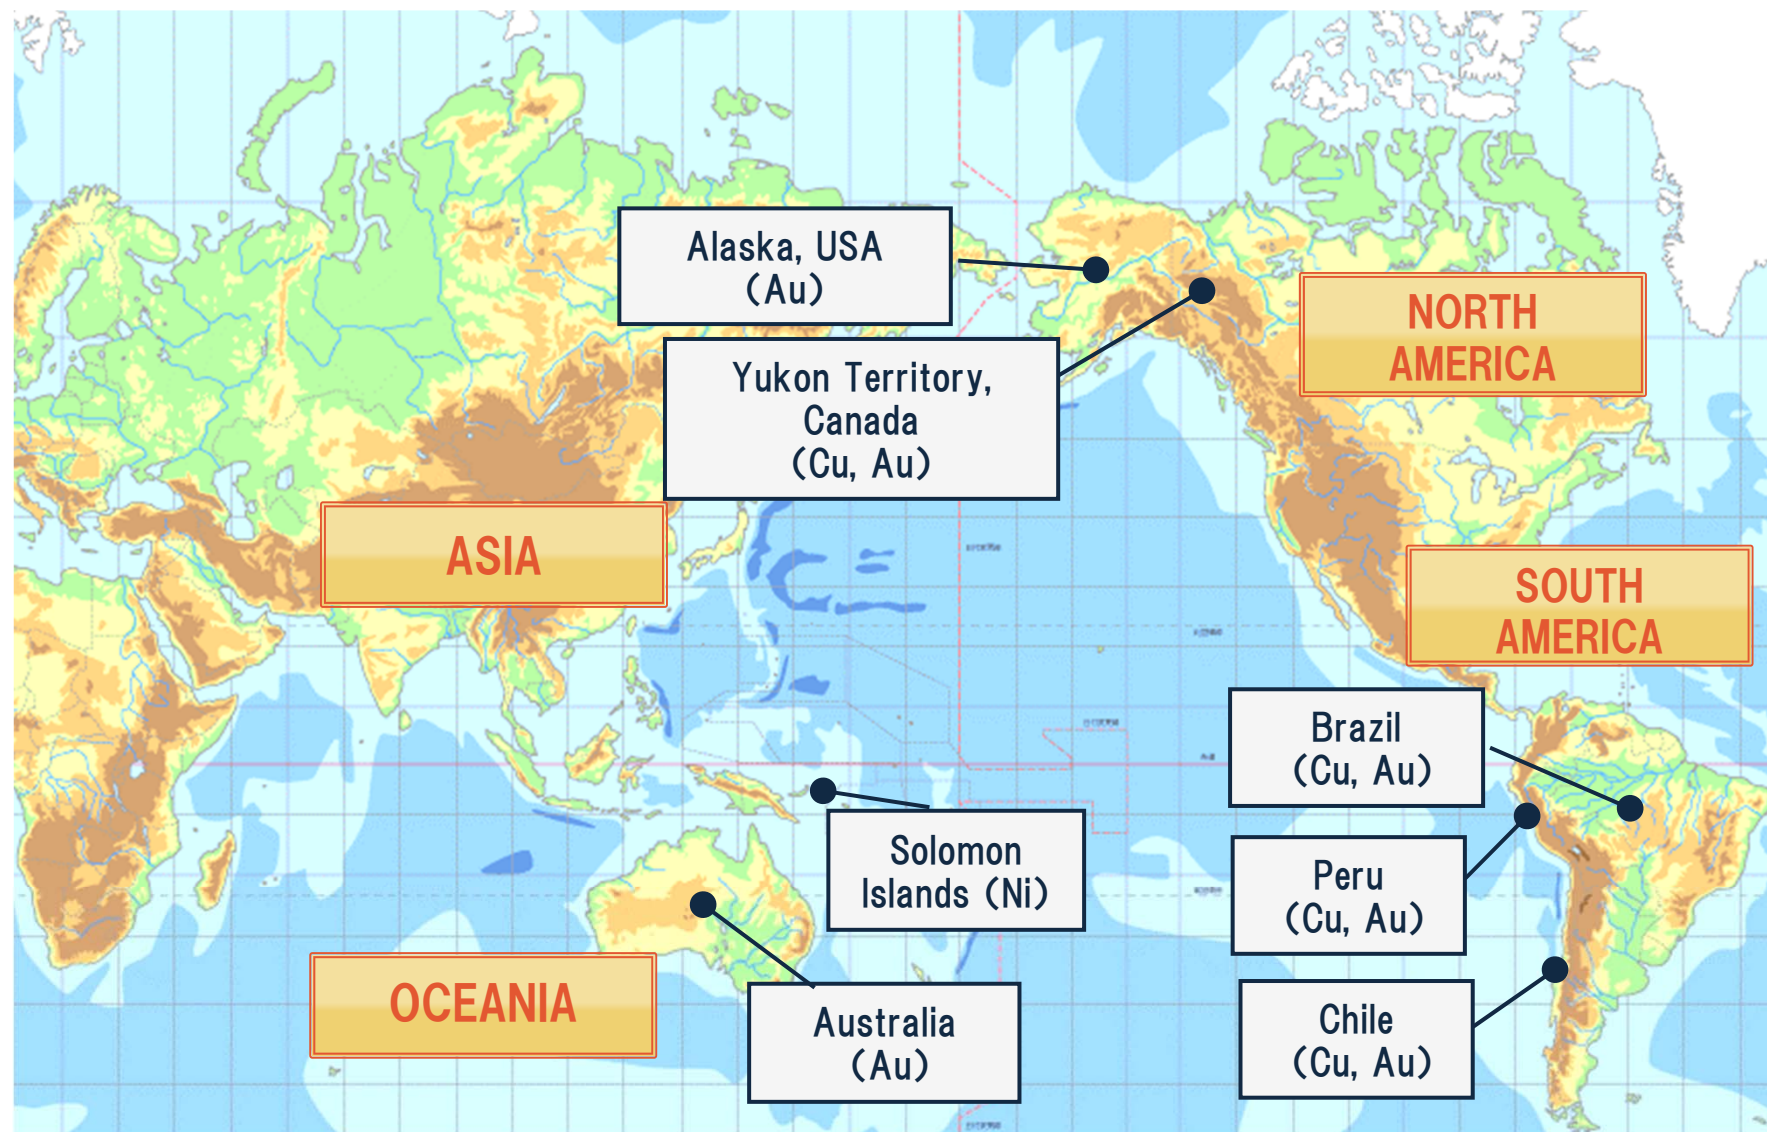 Alaska, USA
(Au)
NORTH
AMERICA
Yukon Territory,
Canada
(Cu, Au)
ASIA
SOUTH
AMERICA
Brazil
(Cu, Au)
Solomon
Islands (Ni)
Peru
(Cu, Au)
OCEANIA
Australia
(Au)
Chile
(Cu, Au)